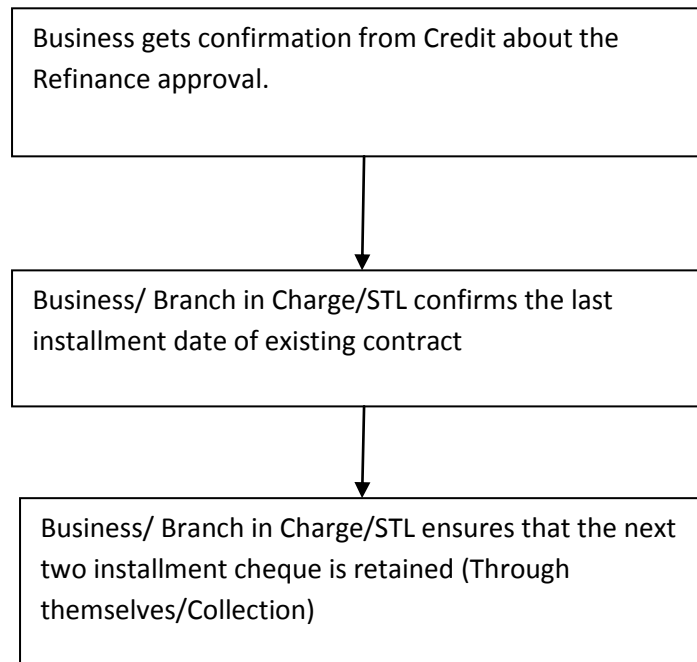 Business gets confirmation from Credit about the
Refinance approval.
Business/ Branch in Charge/STL confirms the last
installment date of existing contract
Business/ Branch in Charge/STL ensures that the next
two installment cheque is retained (Through
themselves/Collection)